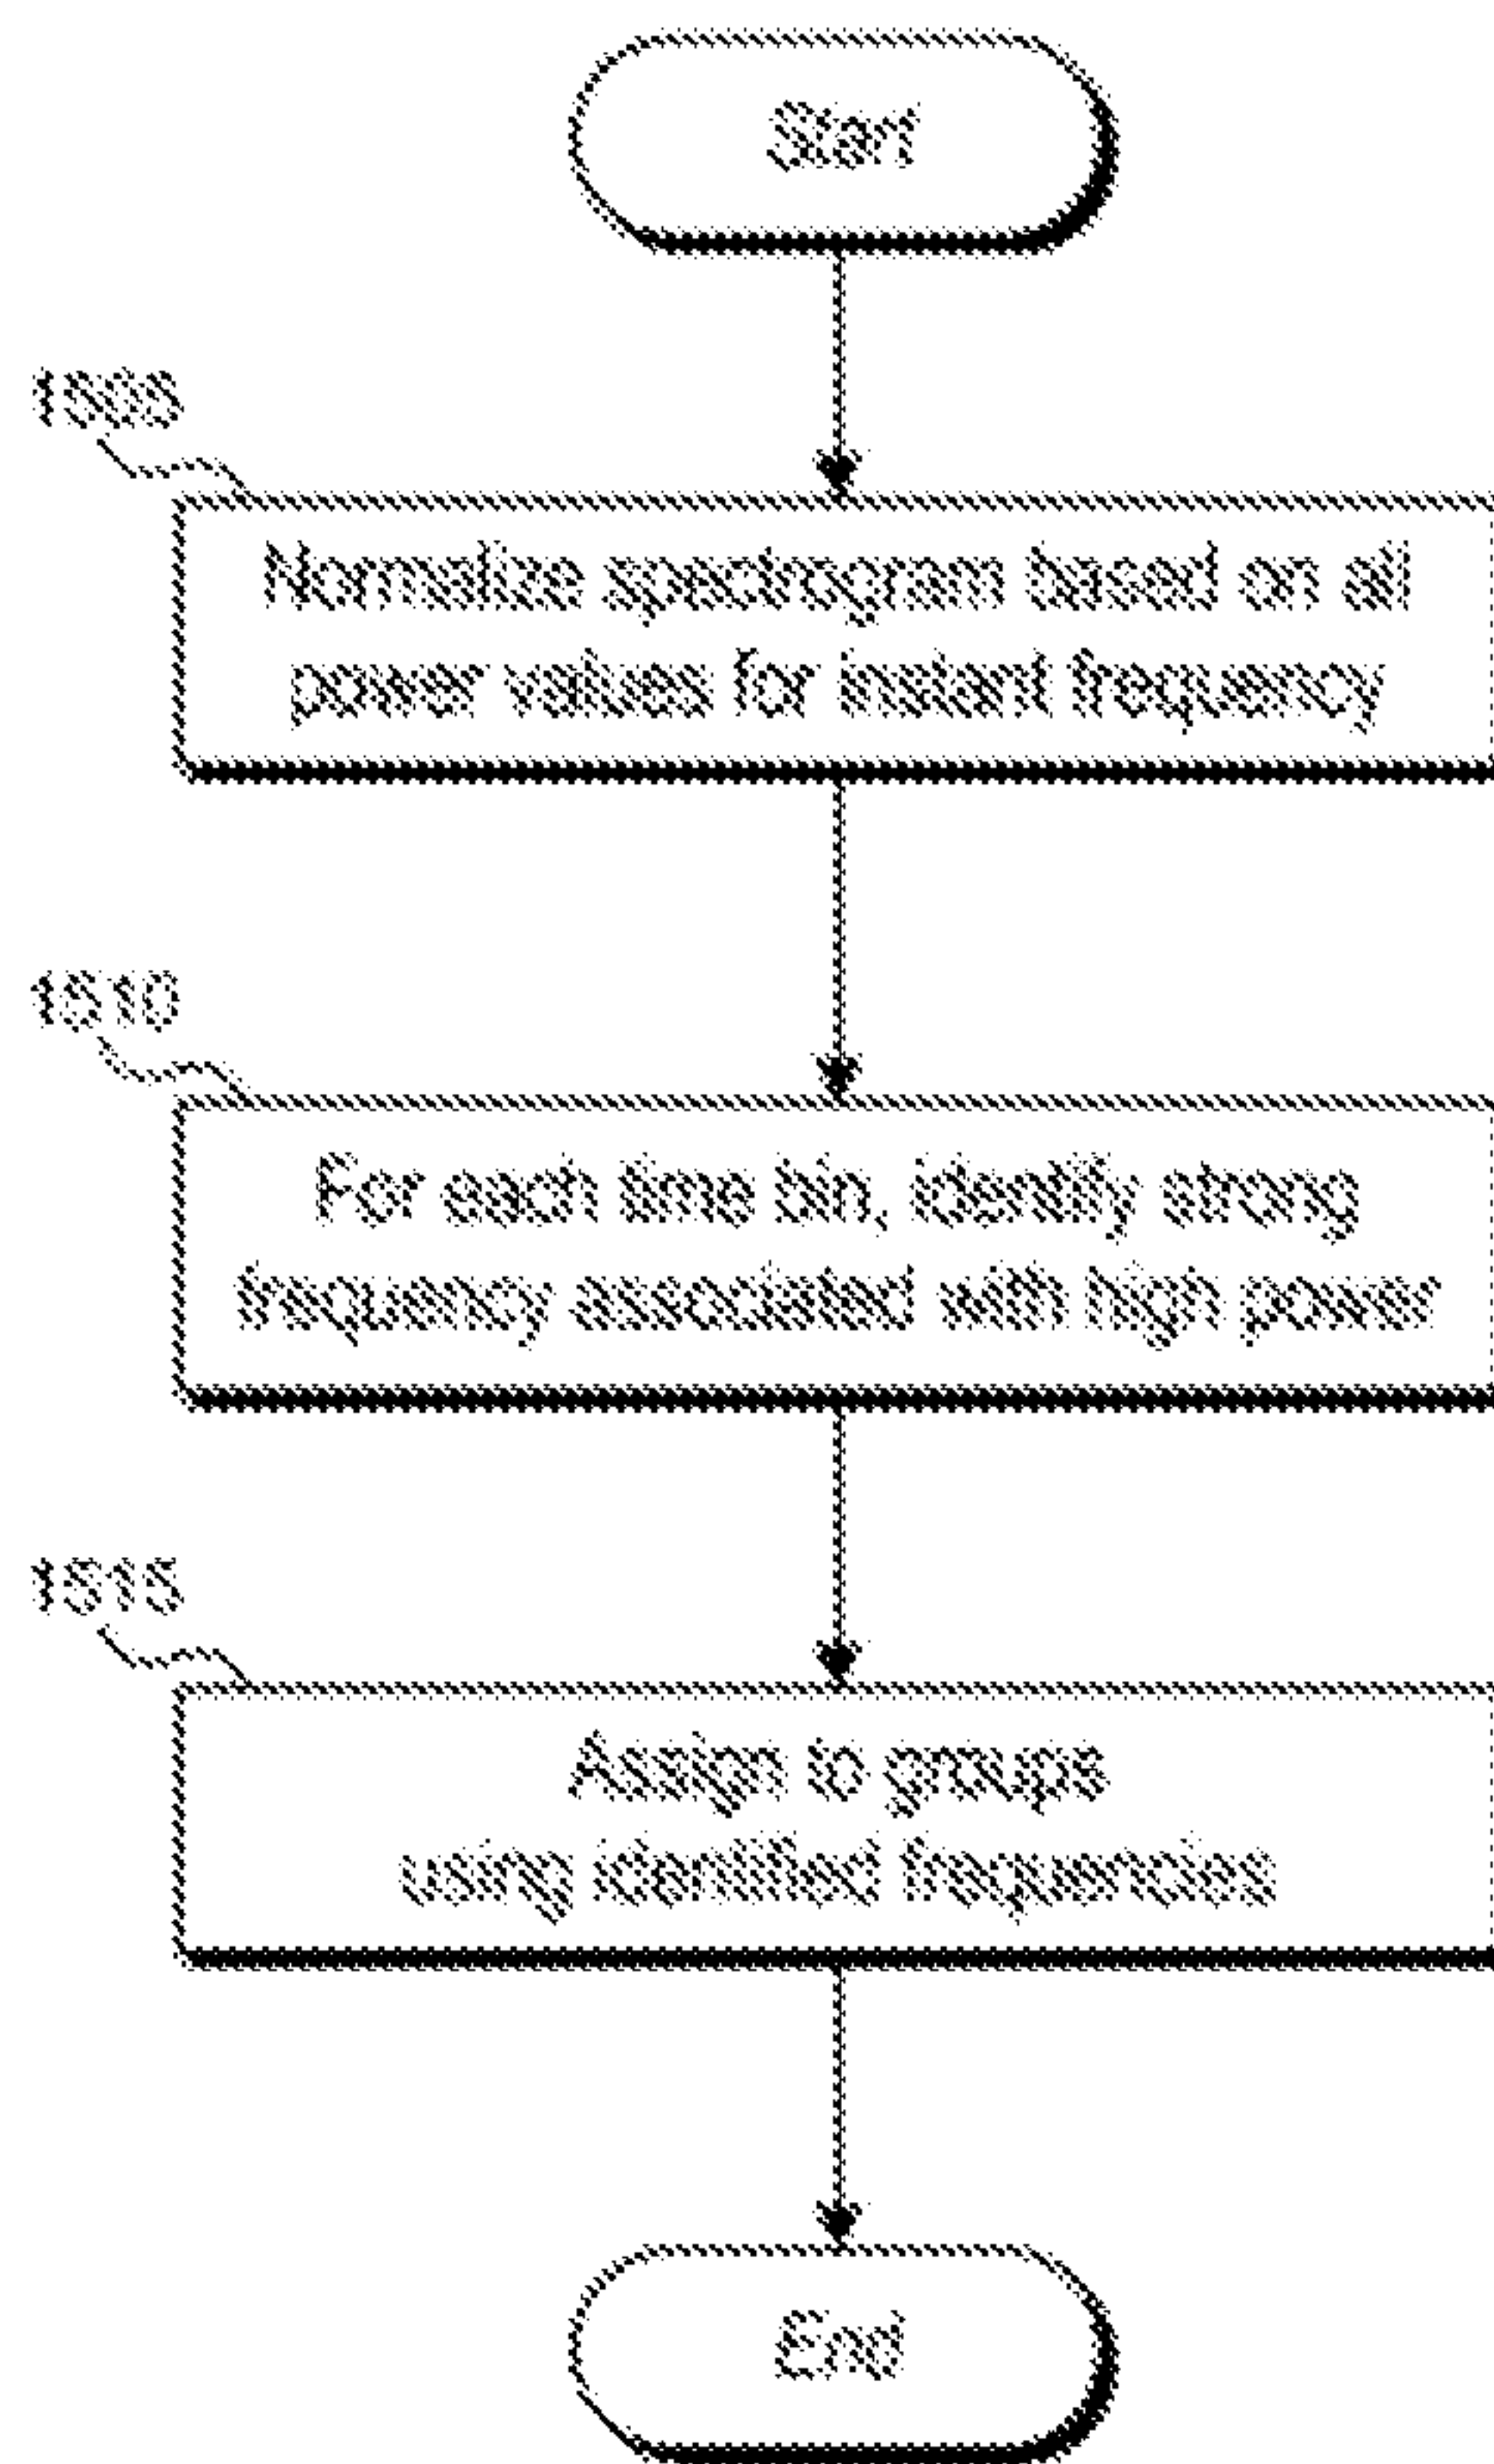 Start
Normalize spectrogram based on all
power values for instant frequency
1510
For each time bin, identify strong
frequency associated with high power
1515
Assign to groups
using identified frequencies
End